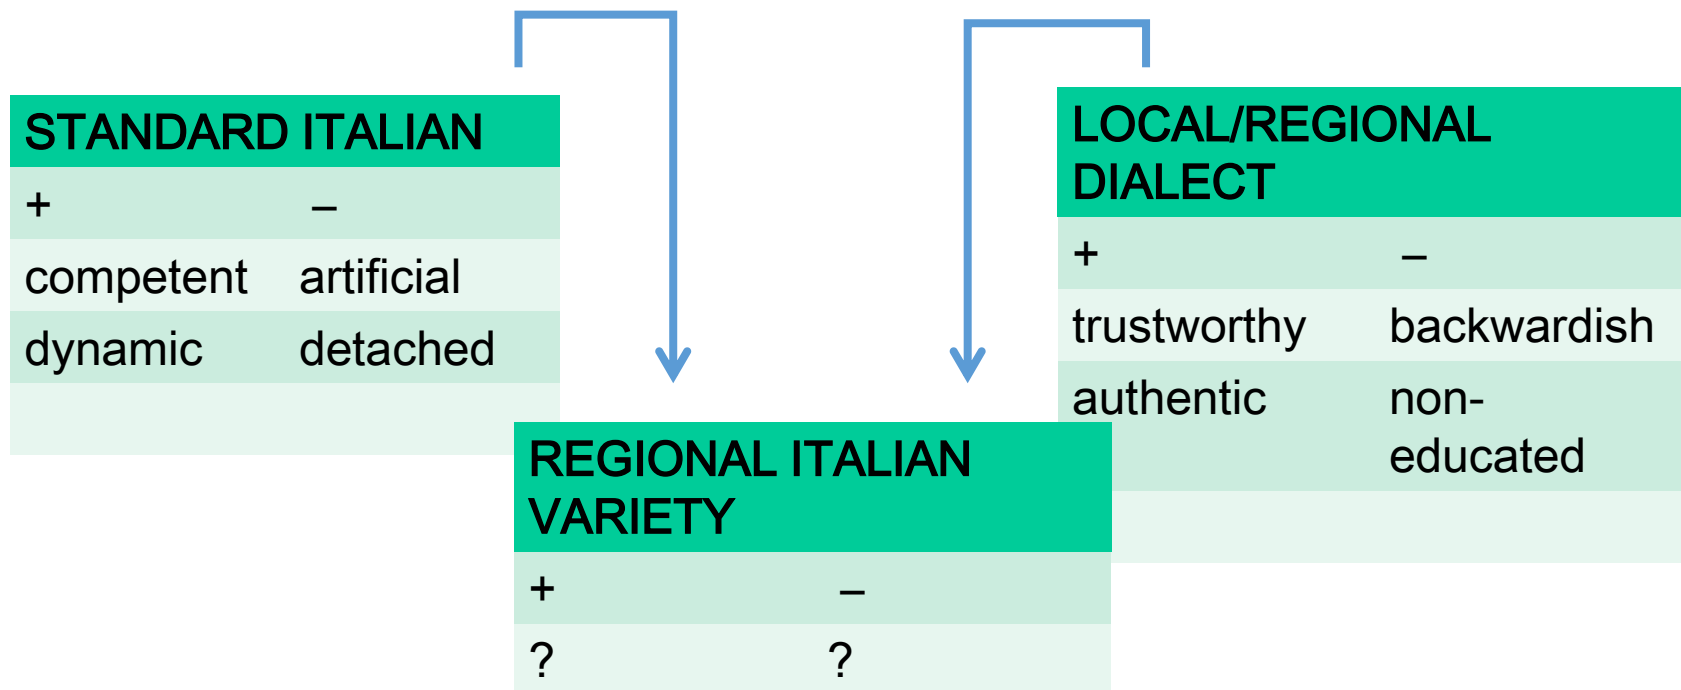 STANDARD ITALIAN
+ –
competent artificial
dynamic detached
LOCAL/REGIONAL
DIALECT
+ –
trustworthy backwardish
authentic non-
educated
REGIONAL ITALIAN
VARIETY
+ –
? ?